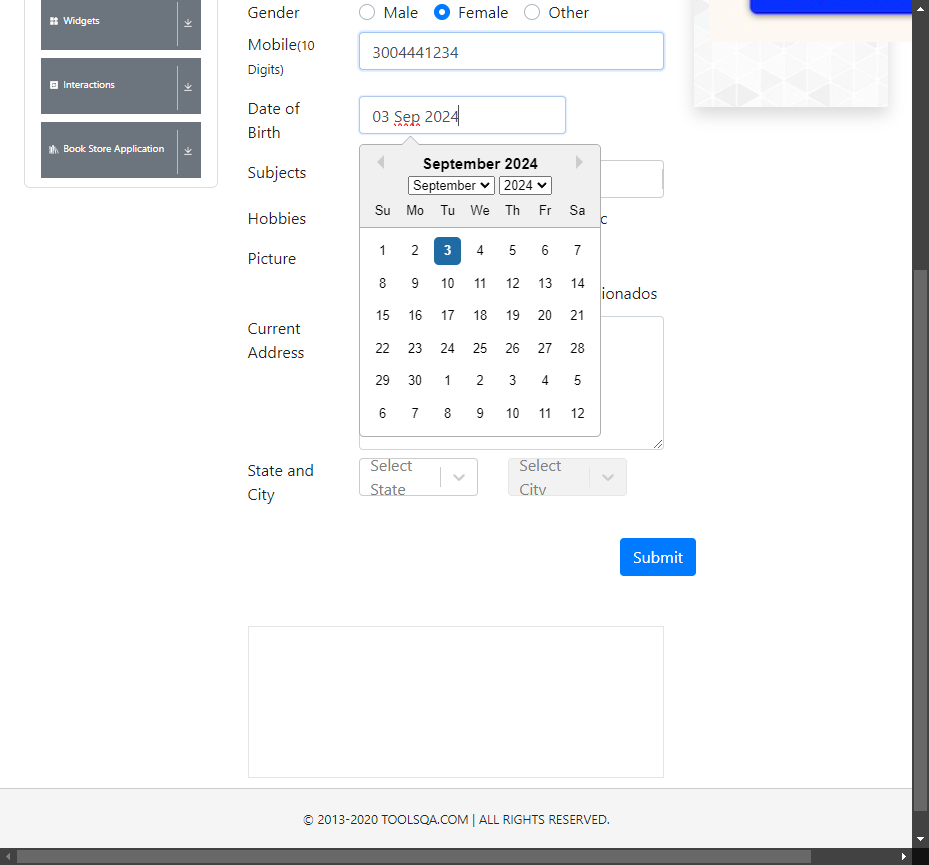 Widgets
Interactions
Book Store Application
Gender
Male Female Other
Mobile(10
Digits)
3004441234
Date of
Birth
03 Sep 2024
September 2024
September 2024
Su Mo Tu We Th Fr Sa
1 2 3 4 5 6 7
8 9 10 11 12 13 14
15 16 17 18 19 20 21
22 23 24 25 26 27 28
29 30 1 2 3 4 5
6 7 8 9 10 11 12
Subjects
Hobbies
c
Picture
ionados
Current
Address
State and
City
Select
State
Select
City
Submit
© 2013-2020 TOOLSQA.COM | ALL RIGHTS RESERVED.